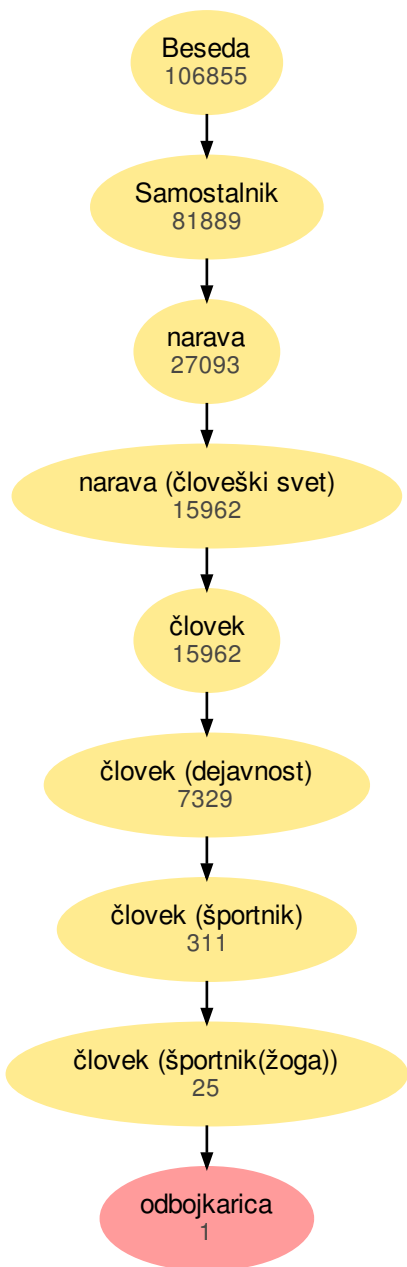 Beseda
106855
Samostalnik
81889
narava
27093
narava (človeški svet)
15962
človek
15962
človek (dejavnost)
7329
človek (športnik)
311
človek (športnik(žoga))
25
odbojkarica
1